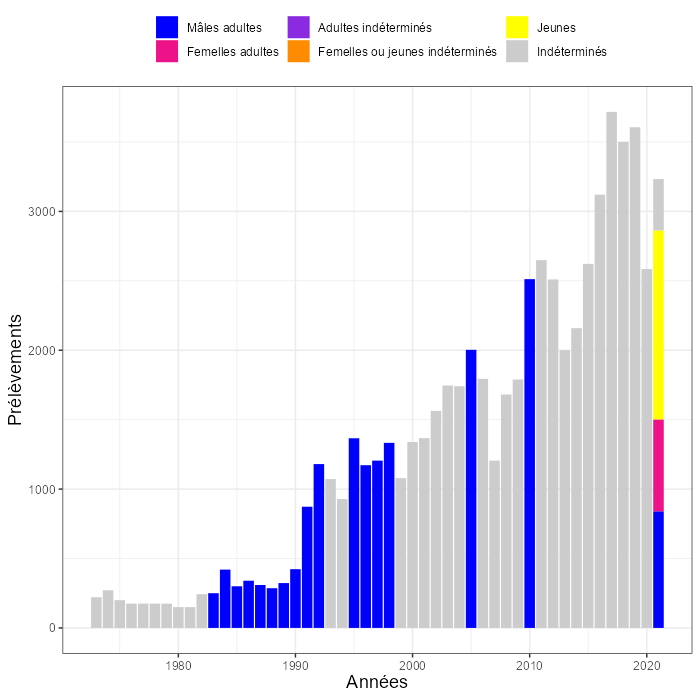 Mâles adultes
Adultes indéterminés
Jeunes
Femelles adultes
Femelles ou jeunes indéterminés
Indéterminés
3000
2000
1000
0
Prélèvements
1980
1990
2000
2010
2020
Années